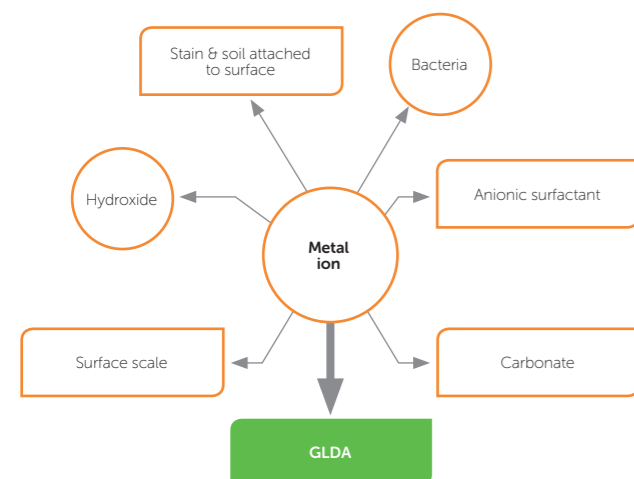 Stain & soil attached
to surface
Bacteria
Hydroxide
Anionic surfactant
Metal
ion
Surface scale
Carbonate
GLDA